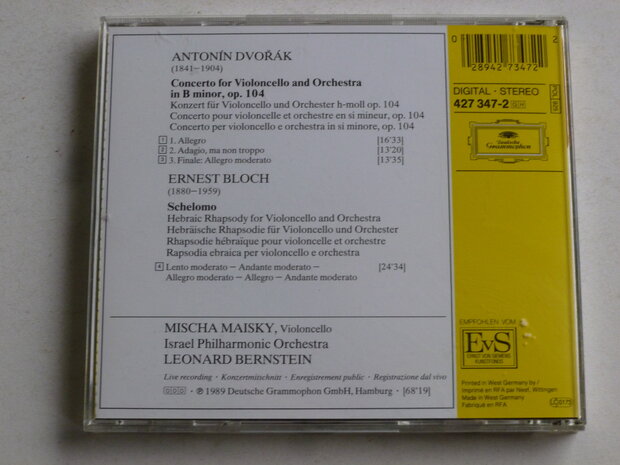 ANTONÍN DVOŘÁK
(1841–1904)
Concerto for Violoncello and Orchestra
in B minor, op. 104
Konzert für Violoncello und Orchester h-moll op. 104
Concerto pour violoncelle et orchestre en si mineur, op. 104
Concerto per violoncello e orchestra in si minore, op. 104
1 1. Allegro [16'33]
2 2. Adagio, ma non troppo [13'20]
3 3. Finale: Allegro moderato [13'35]
ERNEST BLOCH
(1880–1959)
Schelomo
Hebraic Rhapsody for Violoncello and Orchestra
Hebräische Rhapsodie für Violoncello und Orchester
Rhapsodie hébraïque pour violoncelle et orchestre
Rapsodia ebraica per violoncello e orchestra
4 Lento moderato – Andante moderato – [24'34]
Allegro moderato – Allegro – Andante moderato
MISCHA MAISKY, Violoncello
Israel Philharmonic Orchestra
LEONARD BERNSTEIN
Live recording · Konzertmitschnitt · Enregistrement public · Registrazione dal vivo
DDD · ℗ 1989 Deutsche Grammophon GmbH, Hamburg · [68'19]
0 28942 73472 2
DIGITAL · STEREO
427 347-2 GH
Deutsche
Grammophon
EMPFOHLEN VOM
EvS
ERNST VON SIEMENS
KUNSTFONDS
Printed in West Germany by /
Imprimé en RFA par Neef, Wittingen
Made in West Germany
Fabriqué en RFA